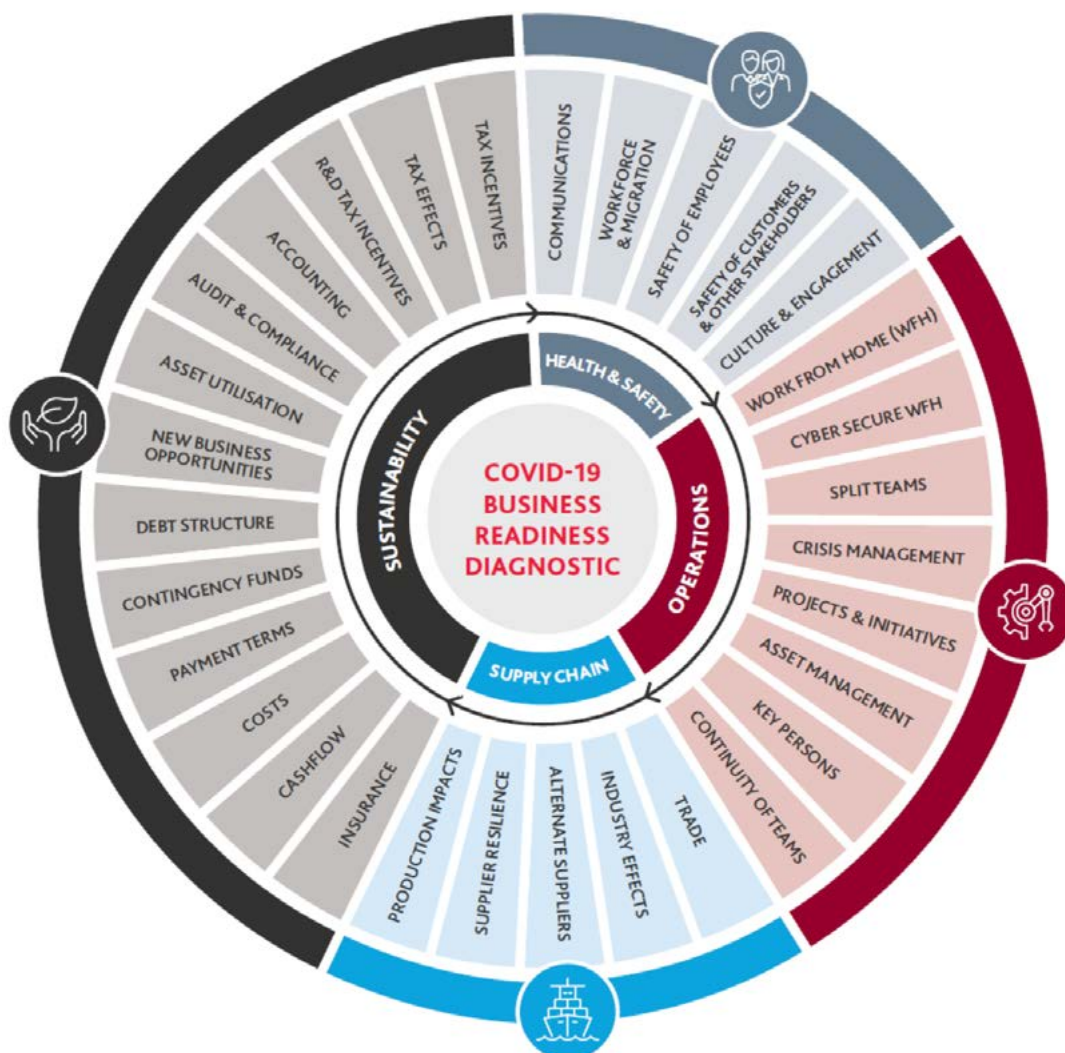 COVID-19
BUSINESS
READINESS
DIAGNOSTIC
HEALTH & SAFETY
OPERATIONS
SUPPLY CHAIN
SUSTAINABILITY
COMMUNICATIONS
WORKFORCE
& MIGRATION
SAFETY OF EMPLOYEES
SAFETY OF CUSTOMERS
& OTHER STAKEHOLDERS
CULTURE & ENGAGEMENT
WORK FROM HOME (WFH)
CYBER SECURE WFH
SPLIT TEAMS
CRISIS MANAGEMENT
PROJECTS & INITIATIVES
ASSET MANAGEMENT
KEY PERSONS
CONTINUITY OF TEAMS
TRADE
INDUSTRY EFFECTS
ALTERNATE SUPPLIERS
SUPPLIER RESILIENCE
PRODUCTION IMPACTS
INSURANCE
CASHFLOW
COSTS
PAYMENT TERMS
CONTINGENCY FUNDS
DEBT STRUCTURE
NEW BUSINESS
OPPORTUNITIES
ASSET UTILISATION
AUDIT & COMPLIANCE
ACCOUNTING
R&D TAX INCENTIVES
TAX EFFECTS
TAX INCENTIVES